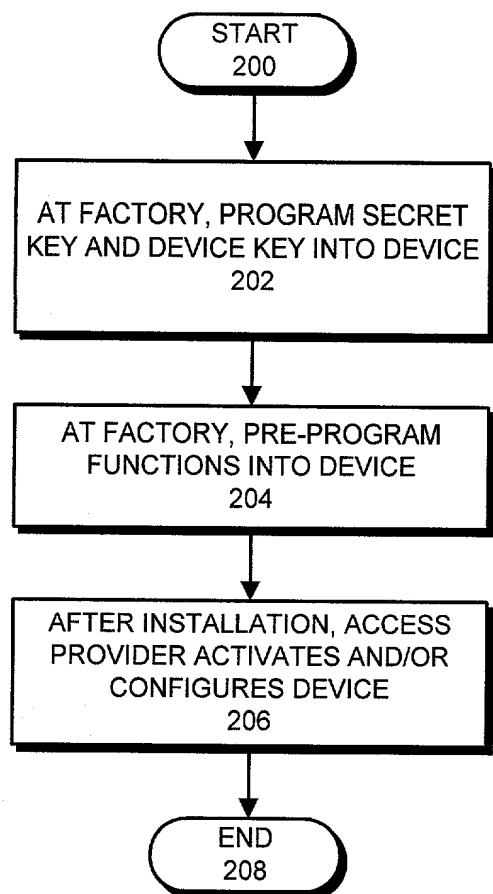 START
200
AT FACTORY, PROGRAM SECRET
KEY AND DEVICE KEY INTO DEVICE
202
AT FACTORY, PRE-PROGRAM
FUNCTIONS INTO DEVICE
204
AFTER INSTALLATION, ACCESS
PROVIDER ACTIVATES AND/OR
CONFIGURES DEVICE
206
END
208